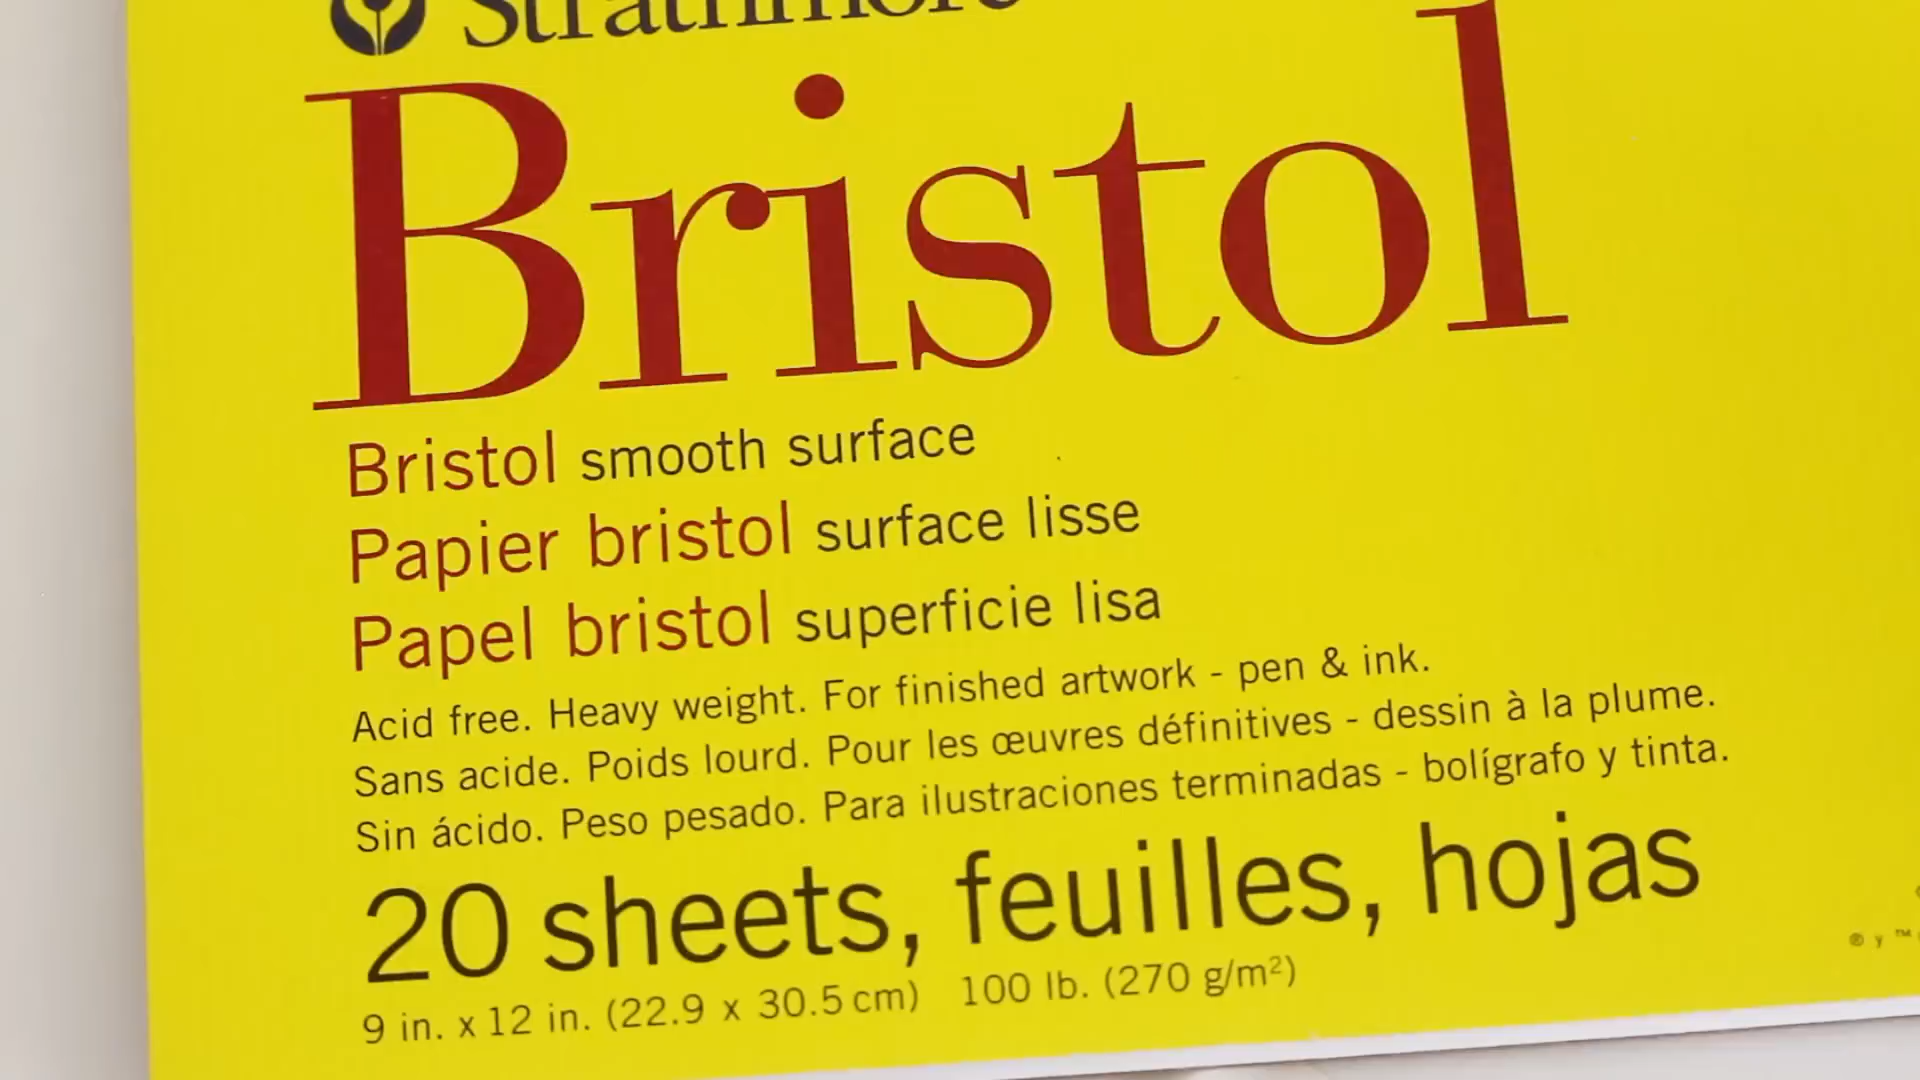 Strathmore
Bristol
Bristol smooth surface
Papier bristol surface lisse
Papel bristol superficie lisa
Acid free. Heavy weight. For finished artwork - pen & ink.
Sans acide. Poids lourd. Pour les œuvres définitives - dessin à la plume.
Sin ácido. Peso pesado. Para ilustraciones terminadas - bolígrafo y tinta.
20 sheets, feuilles, hojas
9 in. x 12 in. (22.9 x 30.5 cm) 100 lb. (270 g/m²)
® y ™